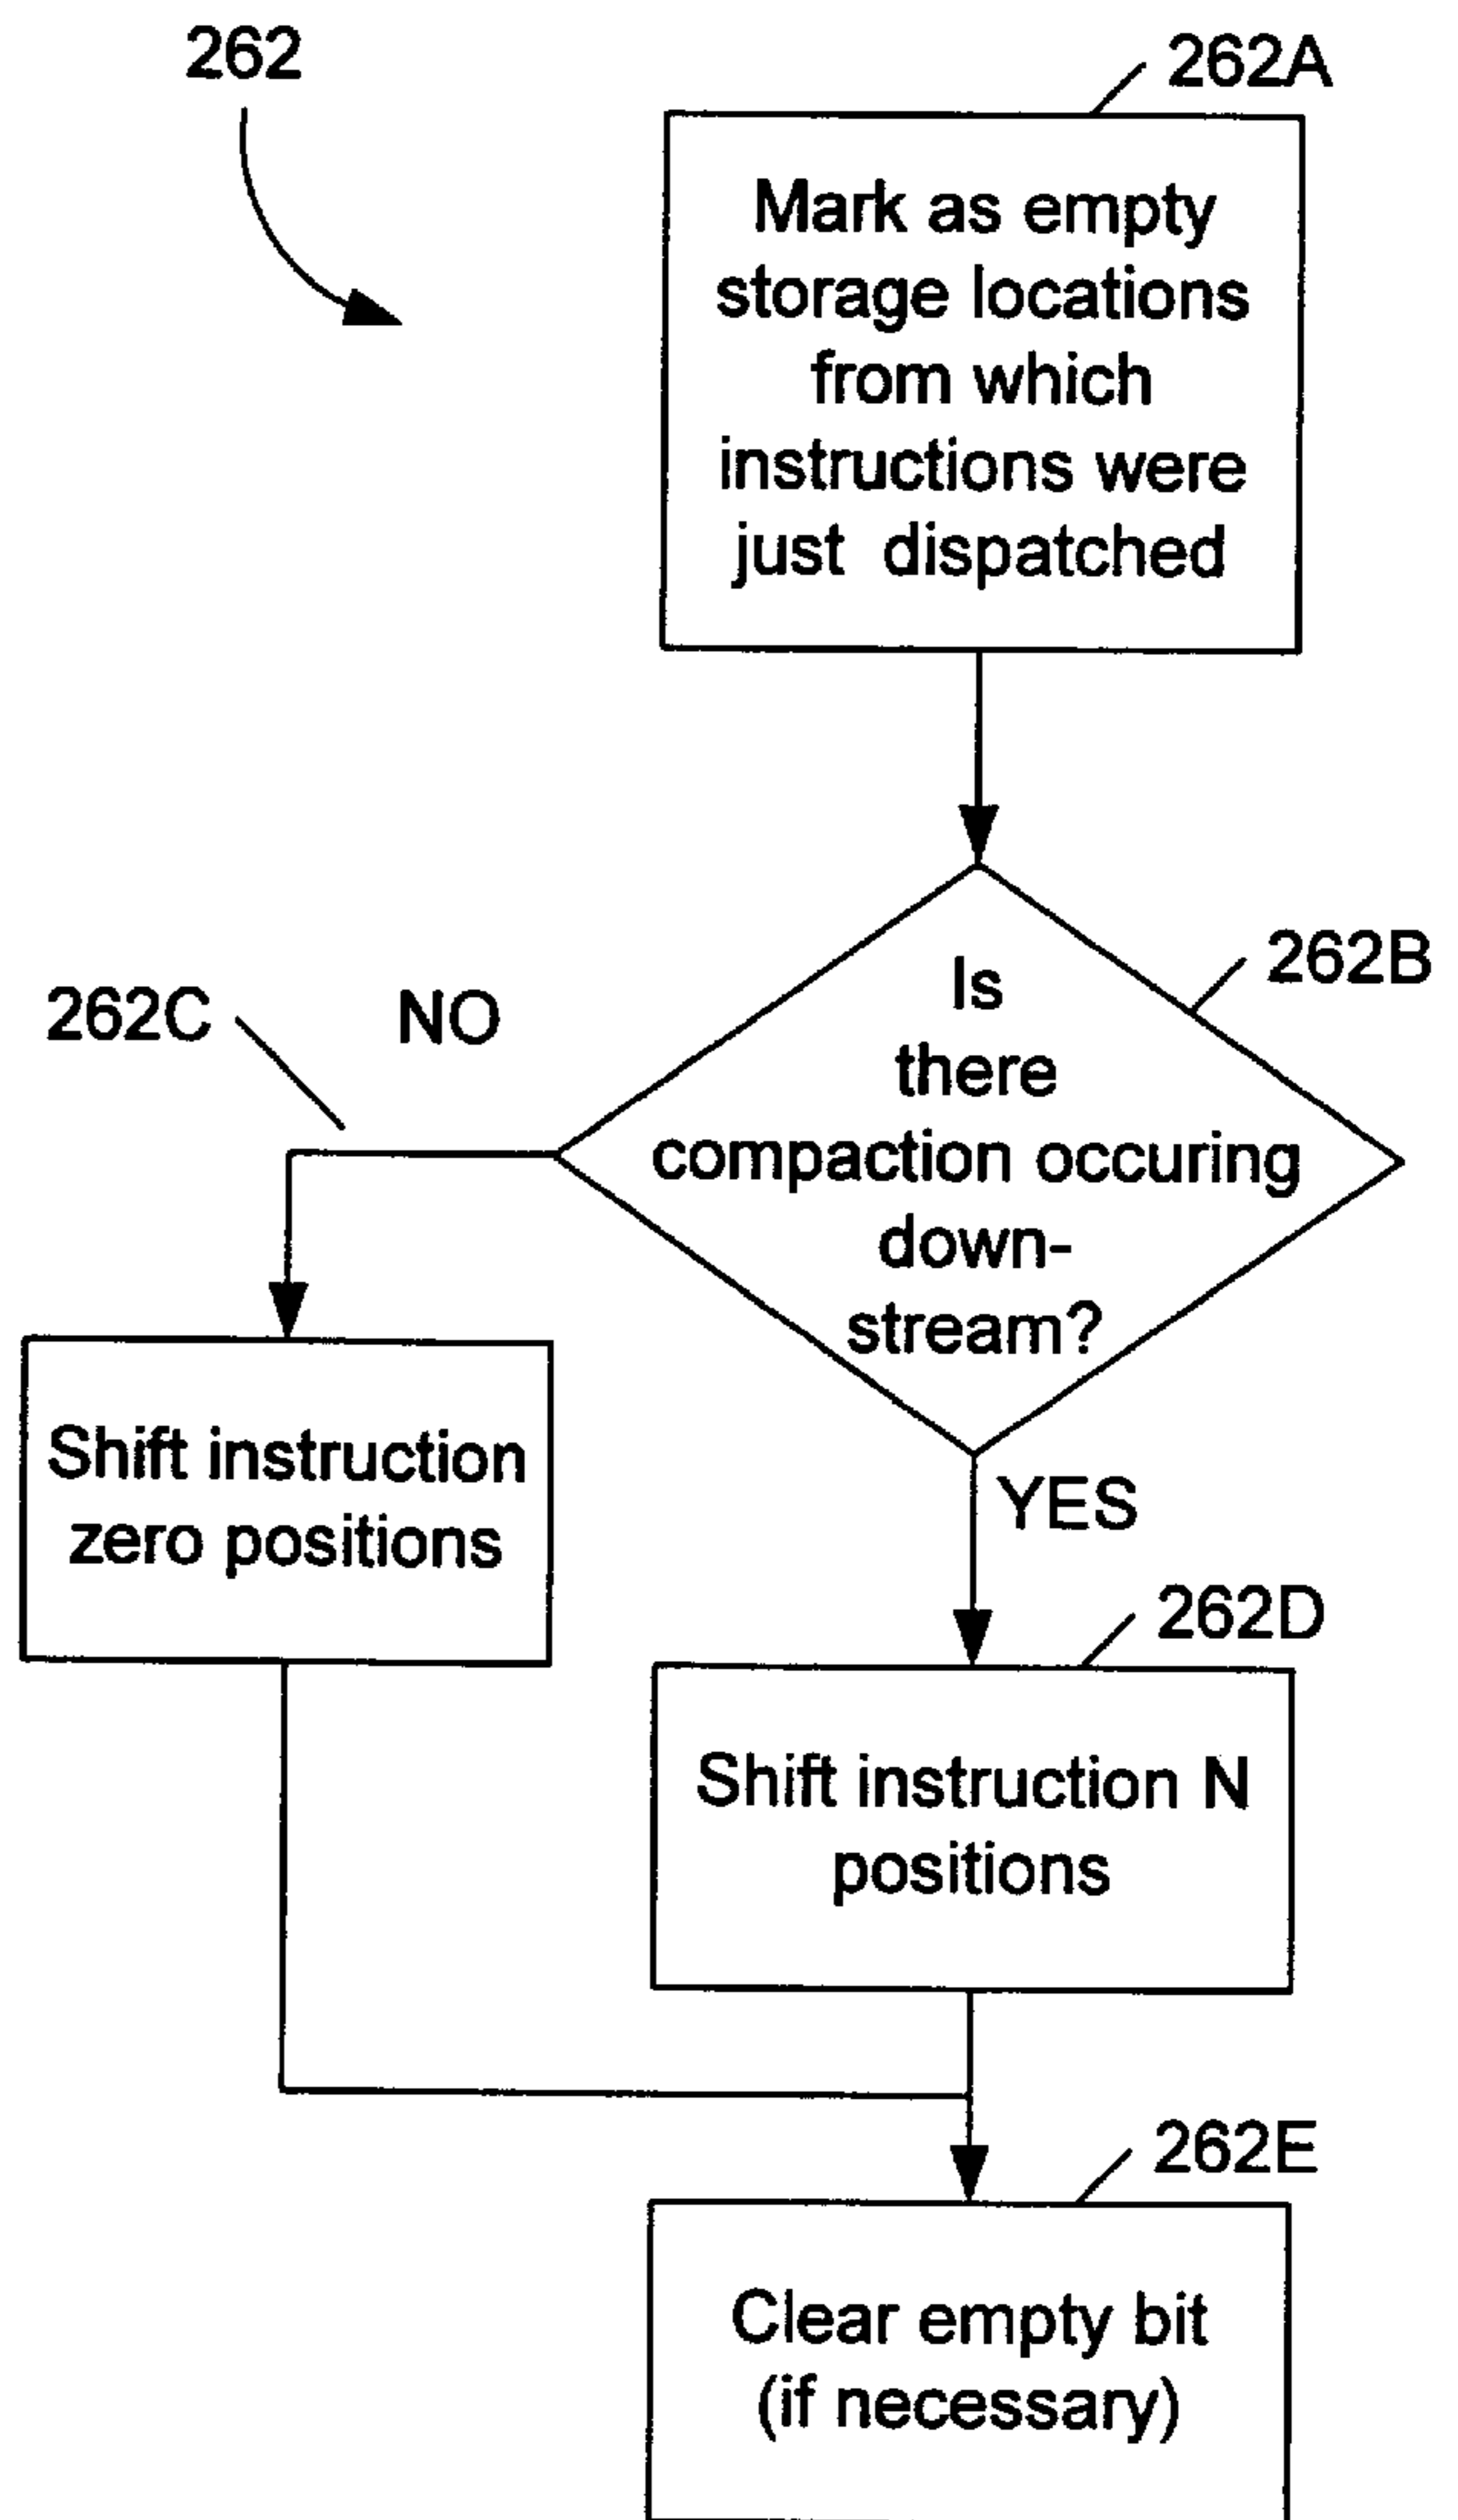 262
262A
Mark as empty
storage locations
from which
instructions were
just dispatched
262B
Is
there
compaction occuring
down-
stream?
262C
NO
YES
Shift instruction
zero positions
262D
Shift instruction N
positions
262E
Clear empty bit
(if necessary)